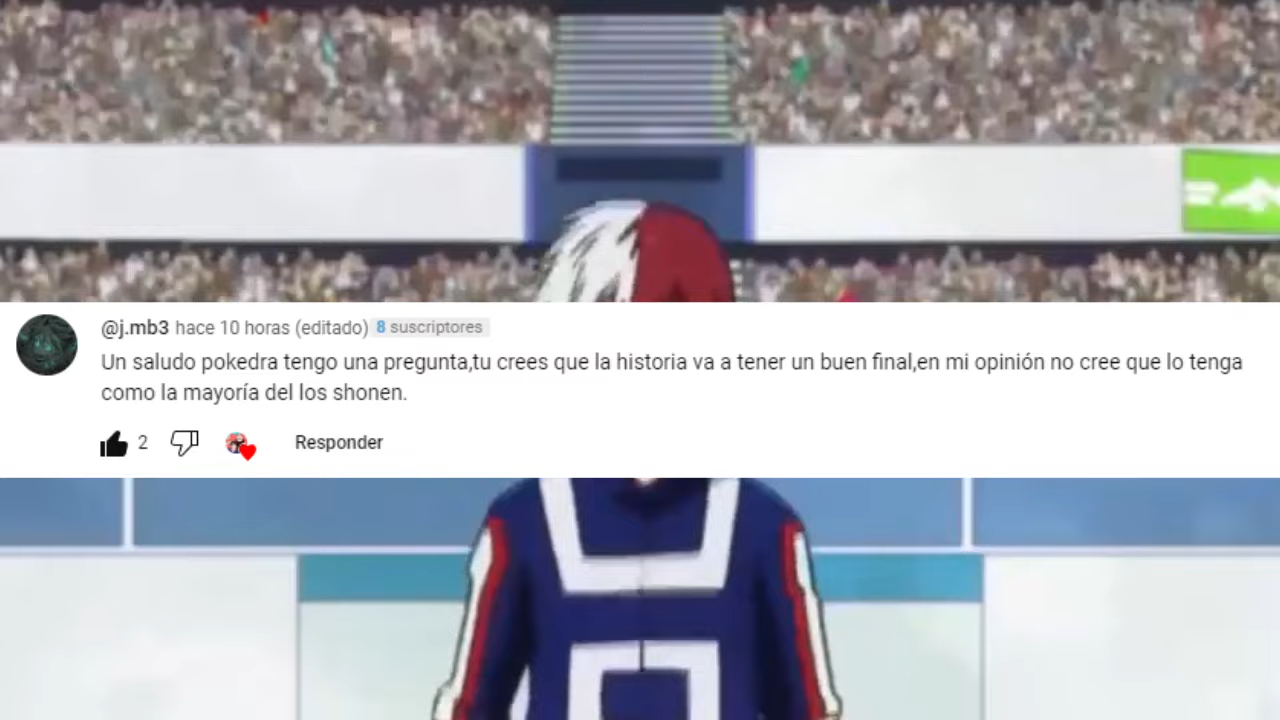 @j.mb3 hace 10 horas (editado) 8 suscriptores
Un saludo pokedra tengo una pregunta,tu crees que la historia va a tener un buen final,en mi opinión no cree que lo tenga
como la mayoría del los shonen.
2 Responder